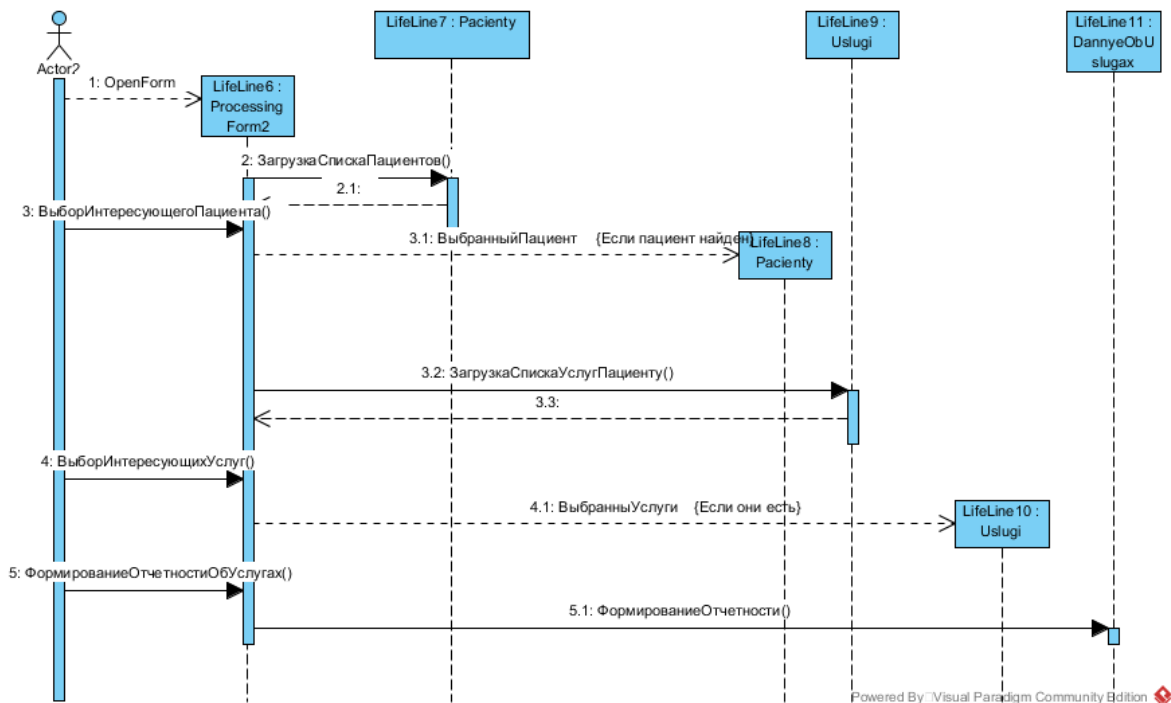 LifeLine7 : Pacienty
LifeLine9 :
Uslugi
LifeLine11 :
DannyeObU
slugax
Actor2
1: OpenForm
LifeLine6 :
Processing
Form2
2: ЗагрузкаСпискаПациентов()
2.1:
3: ВыборИнтересующегоПациента()
3.1: ВыбранныйПациент {Если пациент найден}
LifeLine8 :
Pacienty
3.2: ЗагрузкаСпискаУслугПациенту()
3.3:
4: ВыборИнтересующихУслуг()
4.1: ВыбранныУслуги {Если они есть}
LifeLine10 :
Uslugi
5: ФормированиеОтчетностиОбУслугах()
5.1: ФормированиеОтчетности()
Powered By Visual Paradigm Community Edition